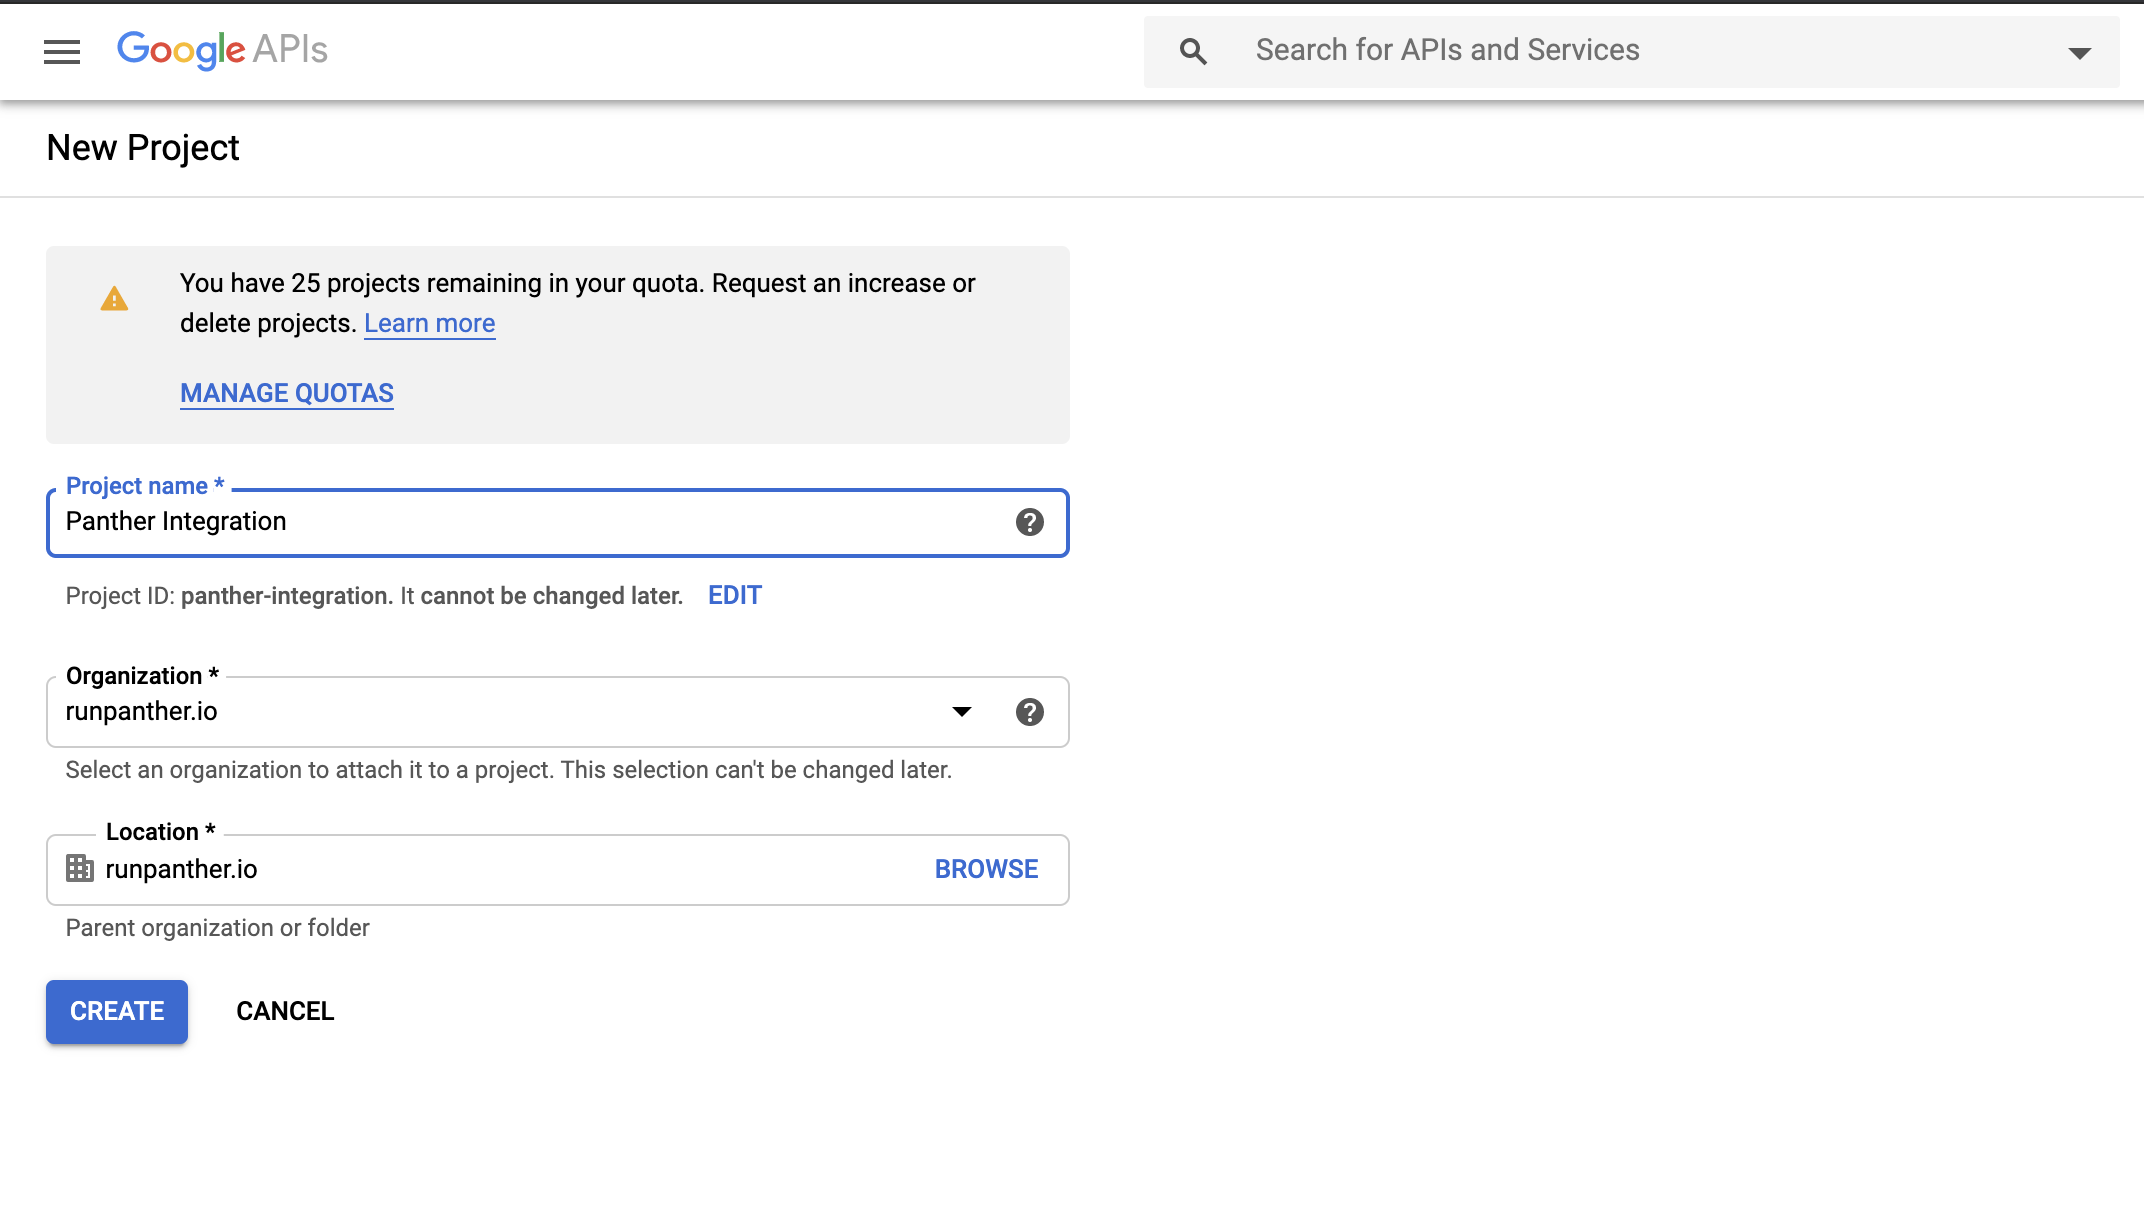 Google APIs
Search for APIs and Services
New Project
You have 25 projects remaining in your quota. Request an increase or
delete projects. Learn more
MANAGE QUOTAS
Project name *
Panther Integration
Project ID: panther-integration. It cannot be changed later. EDIT
Organization *
runpanther.io
Select an organization to attach it to a project. This selection can't be changed later.
Location *
runpanther.io
BROWSE
Parent organization or folder
CREATE
CANCEL